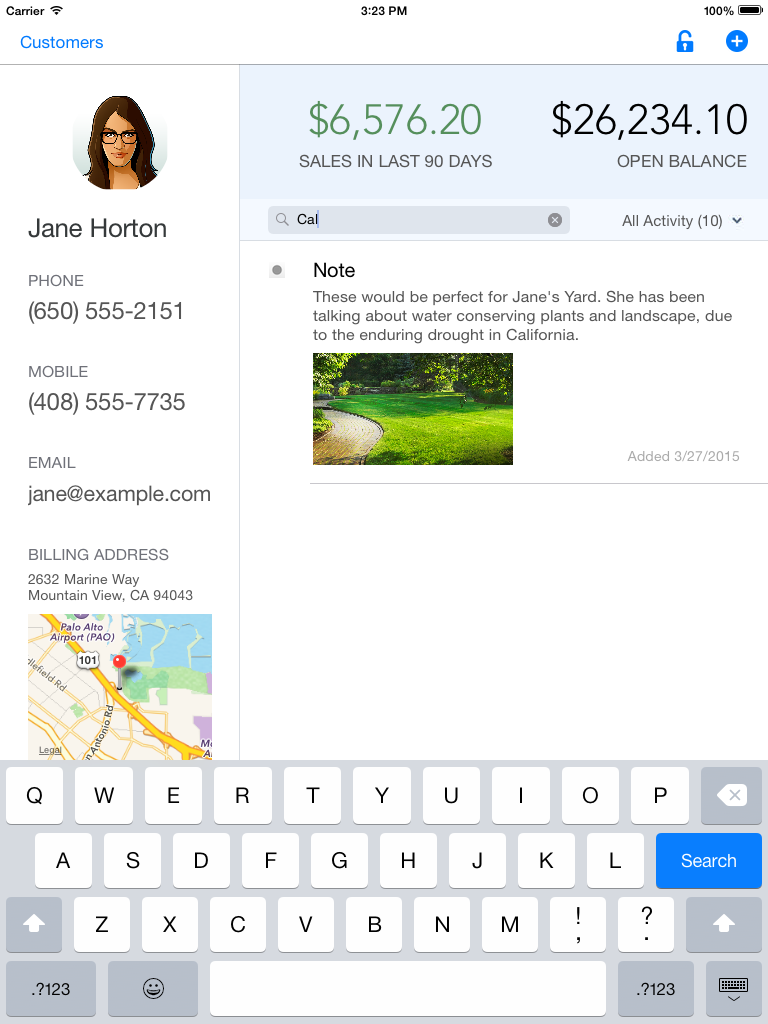 Carrier 3:23 PM 100%
Customers
$6,576.20 $26,234.10
SALES IN LAST 90 DAYS OPEN BALANCE
Cal All Activity (10)
Jane Horton
PHONE
(650) 555-2151
MOBILE
(408) 555-7735
EMAIL
jane@example.com
BILLING ADDRESS
2632 Marine Way
Mountain View, CA 94043
Palo Alto
Airport (PAO)
101
dlefield Rd
n Antonio Rd
Legal
Note
These would be perfect for Jane's Yard. She has been
talking about water conserving plants and landscape, due
to the enduring drought in California.
Added 3/27/2015
Q W E R T Y U I O P
A S D F G H J K L Search
Z X C V B N M ! , ? .
.?123 .?123